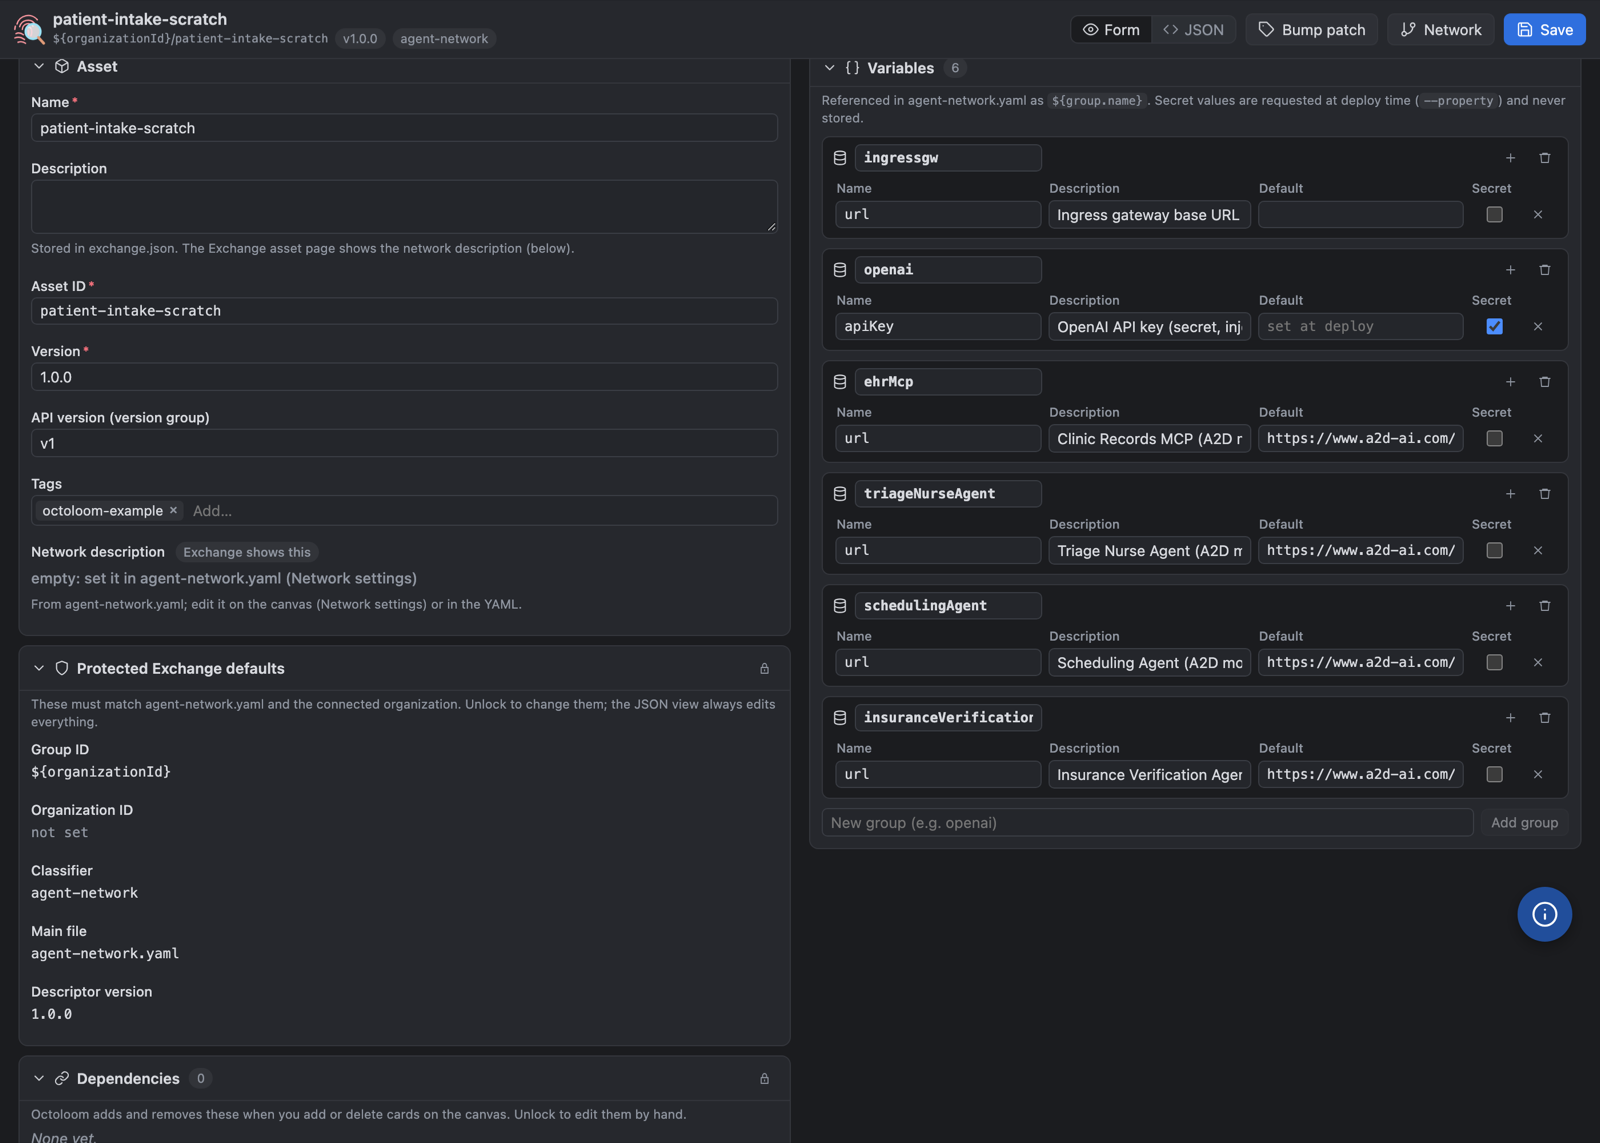 patient-intake-scratch
${organizationId}/patient-intake-scratch v1.0.0 agent-network
Form JSON Bump patch Network Save
Asset
Name*
patient-intake-scratch
Description
Stored in exchange.json. The Exchange asset page shows the network description (below).
Asset ID*
patient-intake-scratch
Version*
1.0.0
API version (version group)
v1
Tags
octoloom-example × Add...
Network description Exchange shows this
empty: set it in agent-network.yaml (Network settings)
From agent-network.yaml; edit it on the canvas (Network settings) or in the YAML.
Protected Exchange defaults
These must match agent-network.yaml and the connected organization. Unlock to change them; the JSON view always edits
everything.
Group ID
${organizationId}
Organization ID
not set
Classifier
agent-network
Main file
agent-network.yaml
Descriptor version
1.0.0
Dependencies 0
Octoloom adds and removes these when you add or delete cards on the canvas. Unlock to edit them by hand.
None yet.
{} Variables 6
Referenced in agent-network.yaml as ${group.name}. Secret values are requested at deploy time (--property) and never
stored.
ingressgw
Name Description Default Secret
url Ingress gateway base URL
openai
Name Description Default Secret
apiKey OpenAI API key (secret, inj set at deploy
ehrMcp
Name Description Default Secret
url Clinic Records MCP (A2D r https://www.a2d-ai.com/
triageNurseAgent
Name Description Default Secret
url Triage Nurse Agent (A2D m https://www.a2d-ai.com/
schedulingAgent
Name Description Default Secret
url Scheduling Agent (A2D mo https://www.a2d-ai.com/
insuranceVerification
Name Description Default Secret
url Insurance Verification Agen https://www.a2d-ai.com/
New group (e.g. openai) Add group